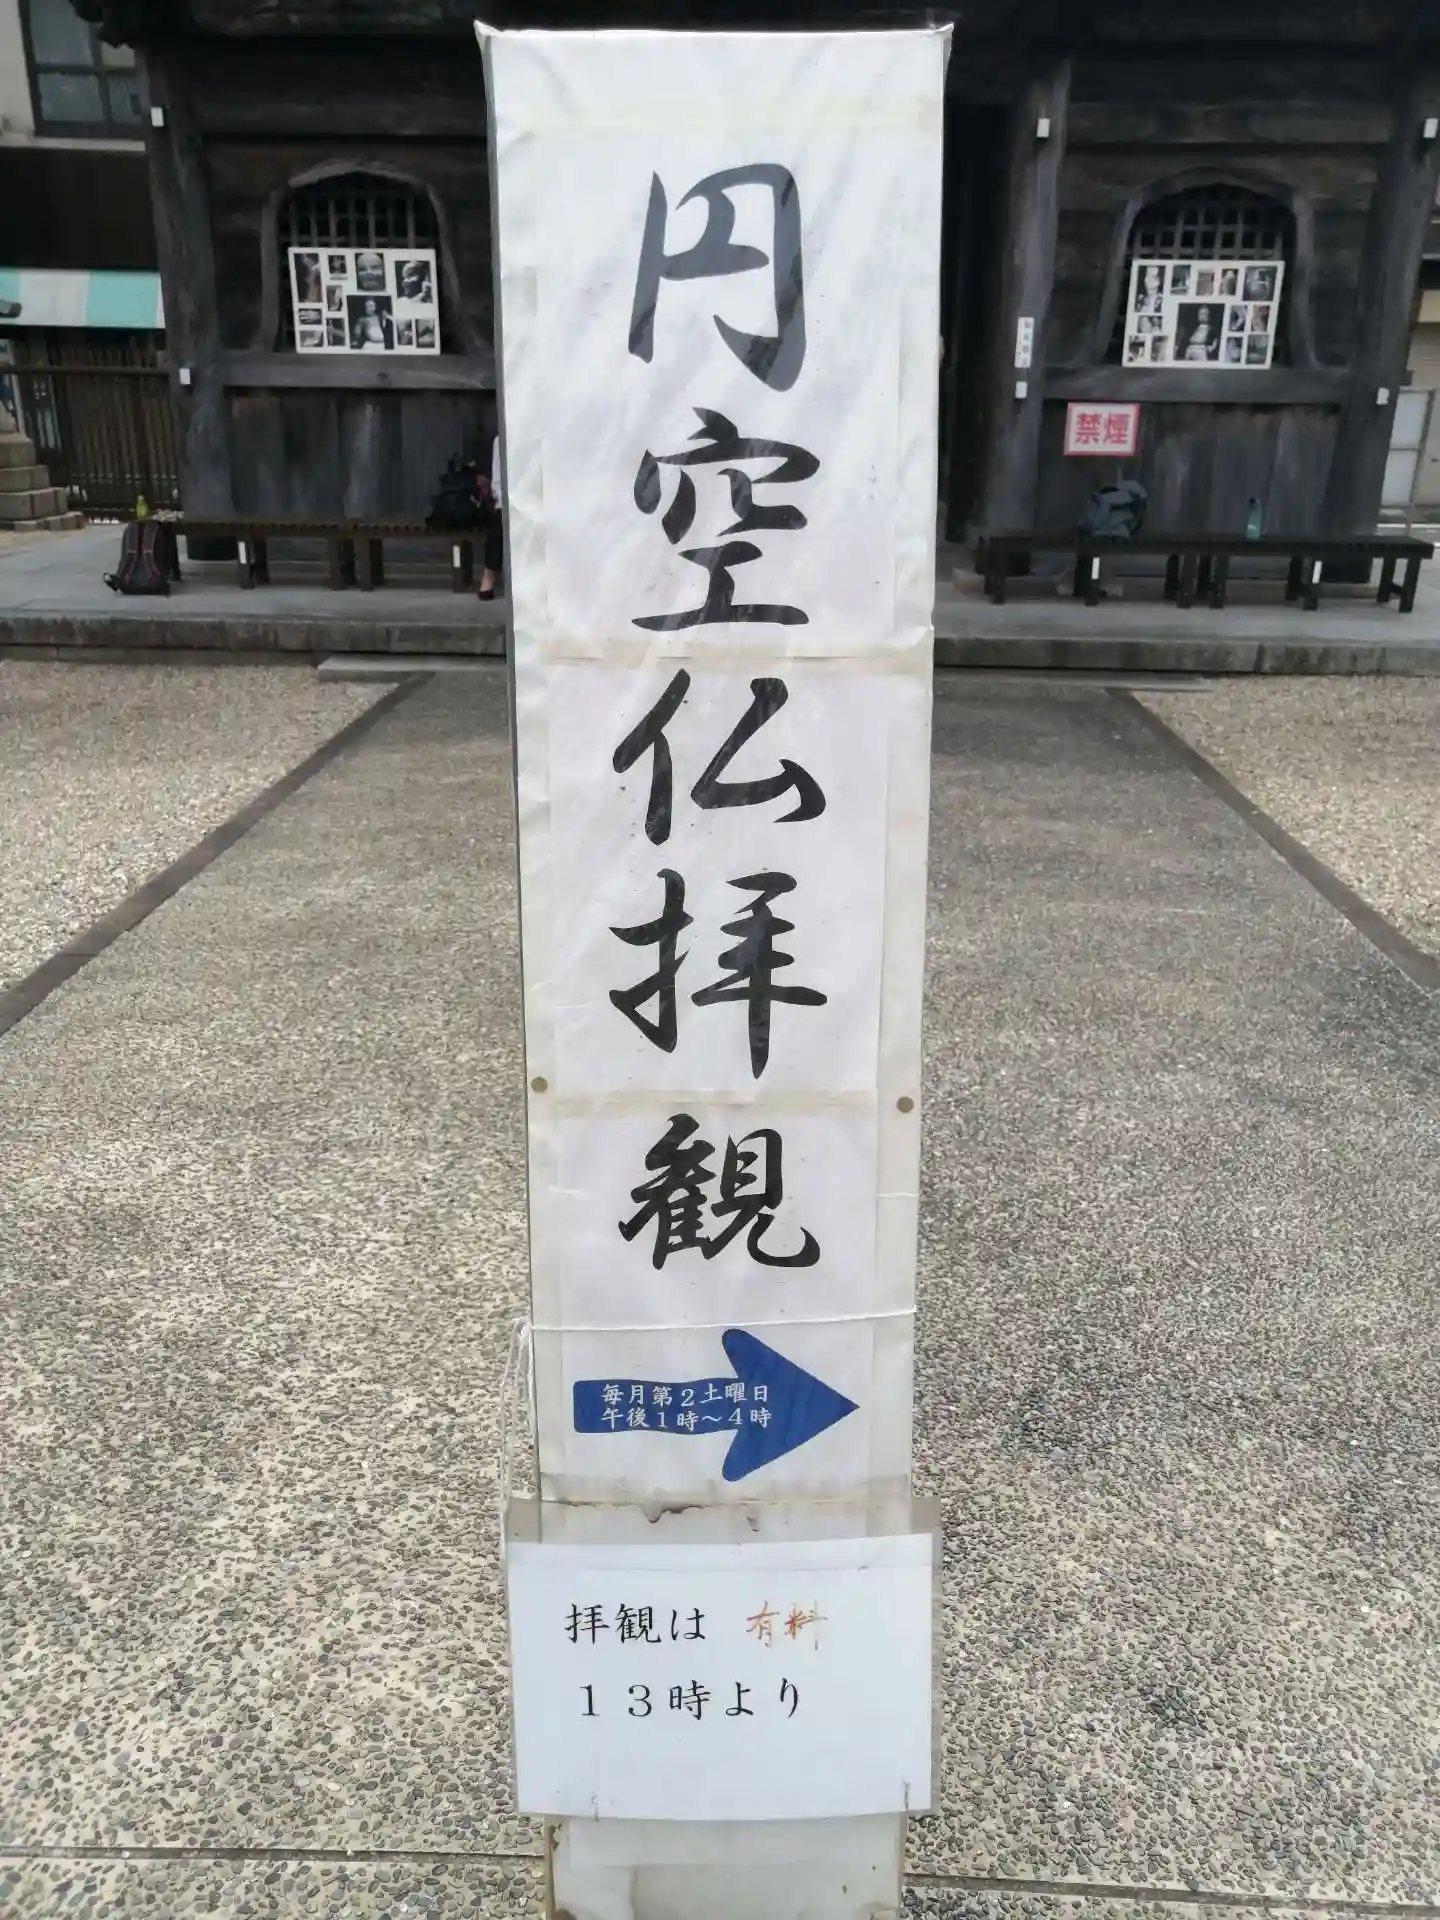 円空仏拝観
毎月第2土曜日
午後1時~4時
拝観は 有料
13時より
禁煙